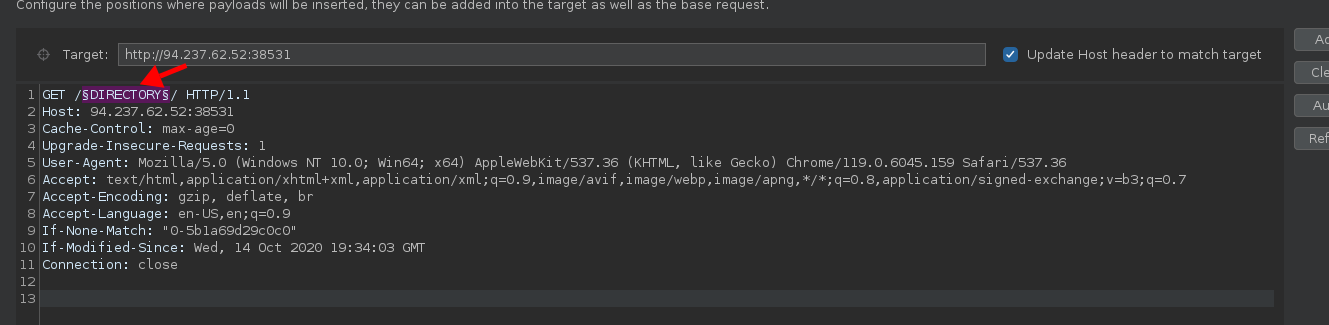 Configure the positions where payloads will be inserted, they can be added into the target as well as the base request.
Target: http://94.237.62.52:38531
Update Host header to match target
Ad
Cle
Au
Ref
1 GET /§DIRECTORY§/ HTTP/1.1
2 Host: 94.237.62.52:38531
3 Cache-Control: max-age=0
4 Upgrade-Insecure-Requests: 1
5 User-Agent: Mozilla/5.0 (Windows NT 10.0; Win64; x64) AppleWebKit/537.36 (KHTML, like Gecko) Chrome/119.0.6045.159 Safari/537.36
6 Accept: text/html,application/xhtml+xml,application/xml;q=0.9,image/avif,image/webp,image/apng,*/*;q=0.8,application/signed-exchange;v=b3;q=0.7
7 Accept-Encoding: gzip, deflate, br
8 Accept-Language: en-US,en;q=0.9
9 If-None-Match: "0-5b1a69d29c0c0"
10 If-Modified-Since: Wed, 14 Oct 2020 19:34:03 GMT
11 Connection: close
12
13